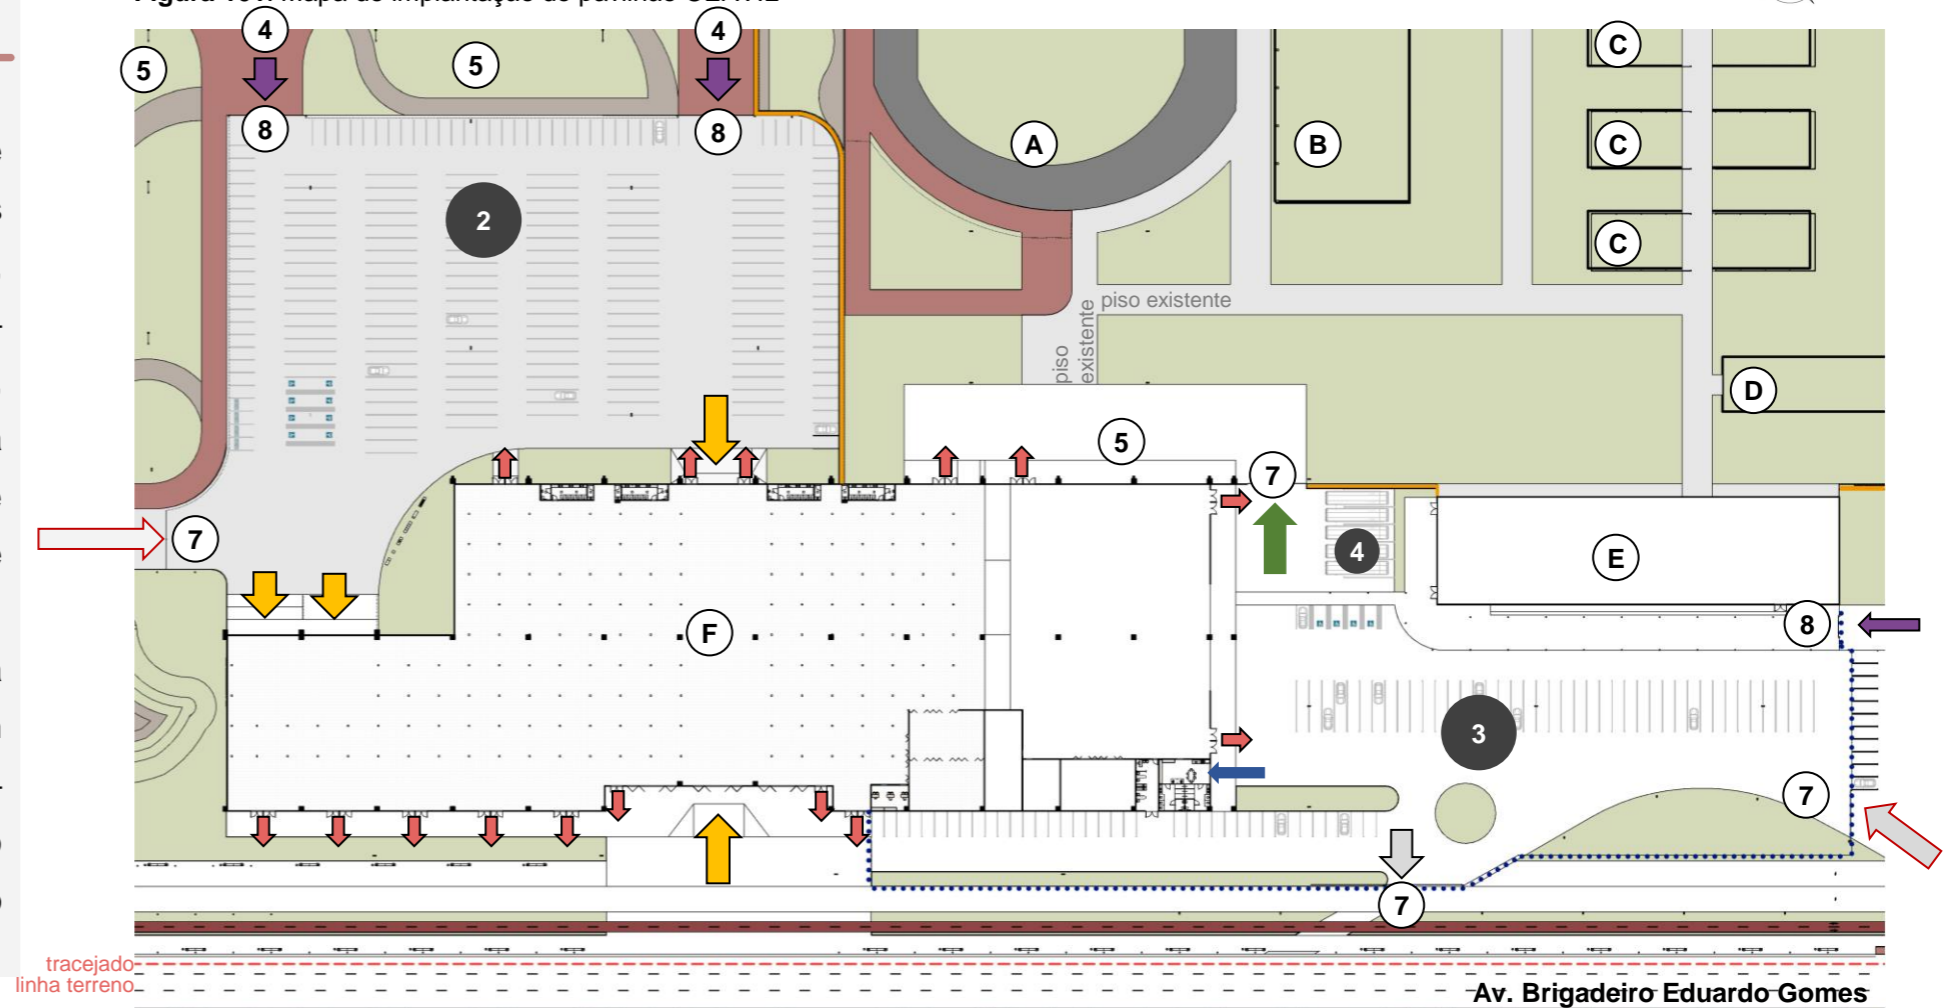 4
4
5
5
C
8
8
A
B
C
2
C
piso existente
piso
existente
D
5
7
7
4
E
F
8
3
7
7
tracejado
linha terreno
Av. Brigadeiro Eduardo Gomes